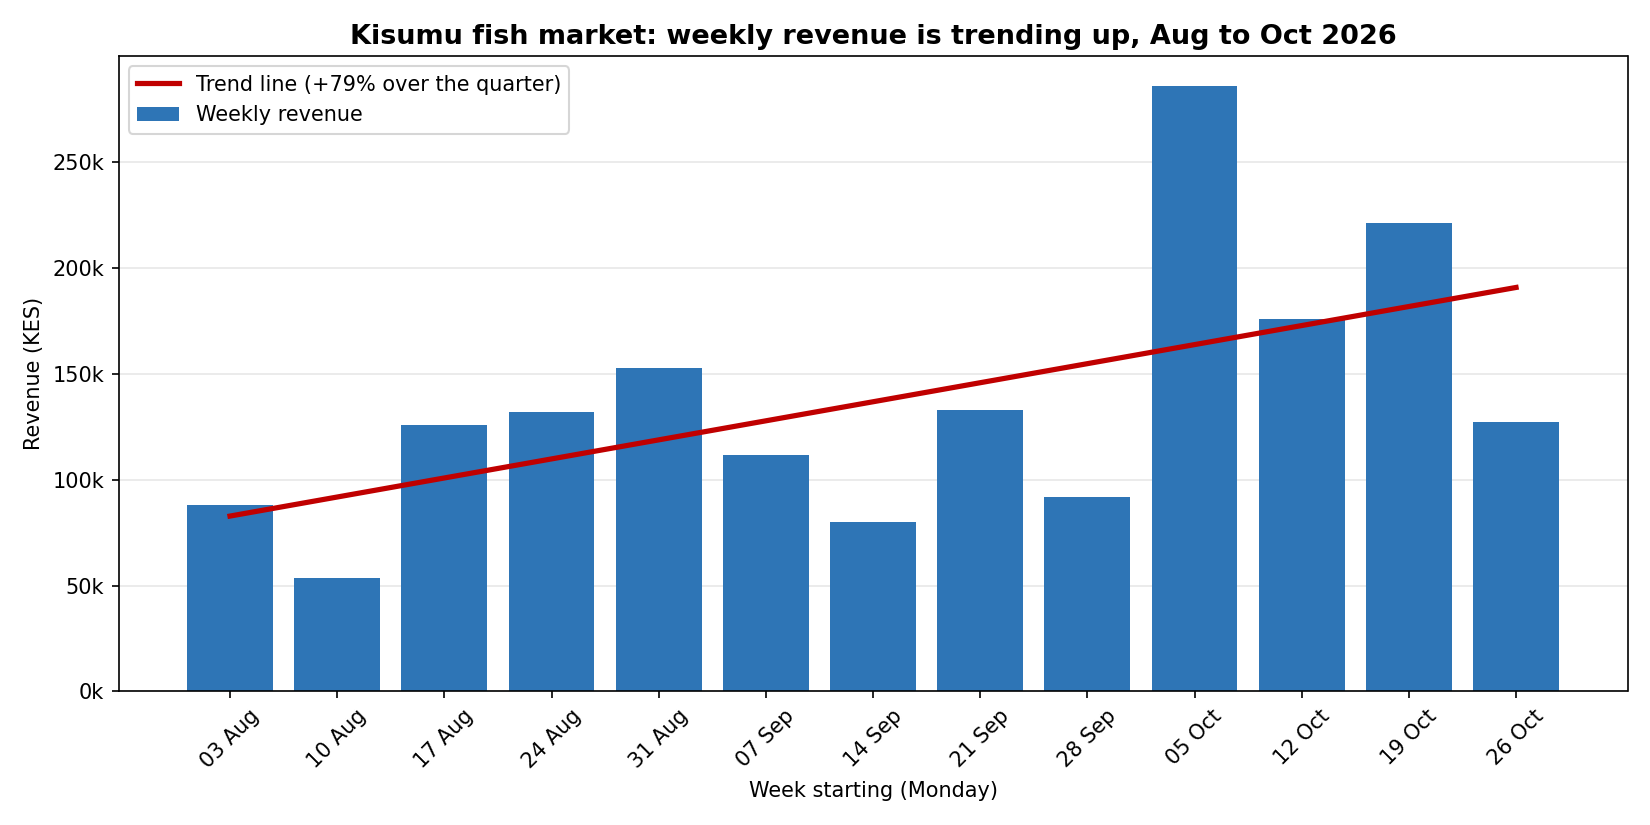 Kisumu fish market: weekly revenue is trending up, Aug to Oct 2026
Trend line (+79% over the quarter)
Weekly revenue
Revenue (KES)
250k
200k
150k
100k
50k
0k
03 Aug
10 Aug
17 Aug
24 Aug
31 Aug
07 Sep
14 Sep
21 Sep
28 Sep
05 Oct
12 Oct
19 Oct
26 Oct
Week starting (Monday)